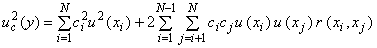 u_c^2(y) = \sum_{i=1}^{N} c_i^2 u^2(x_i) + 2 \sum_{i=1}^{N-1} \sum_{j=i+1}^{N} c_i c_j u(x_i) u(x_j) r(x_i, x_j)